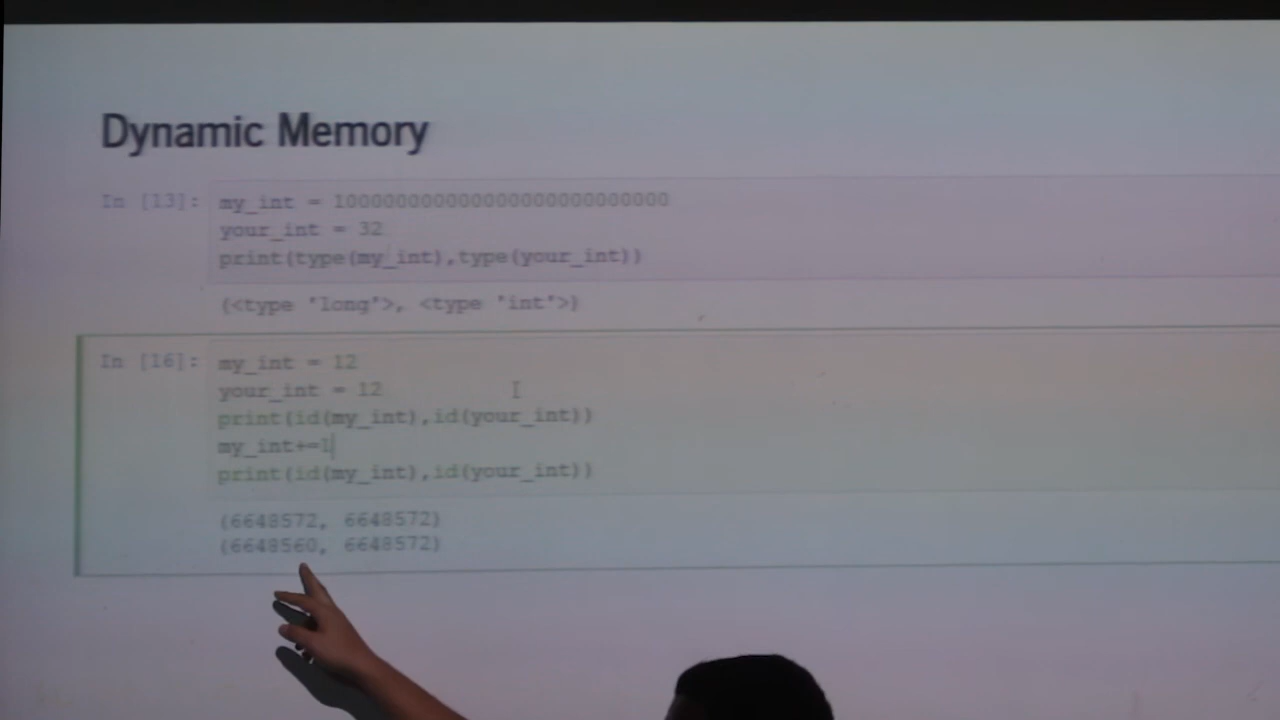 Dynamic Memory
In [13]: my_int = 1000000000000000000000000000
your_int = 32
print(type(my_int),type(your_int))
(<type 'long'>, <type 'int'>)
In [16]: my_int = 12
your_int = 12
print(id(my_int),id(your_int))
my_int+=1
print(id(my_int),id(your_int))
(6648572, 6648572)
(6648560, 6648572)